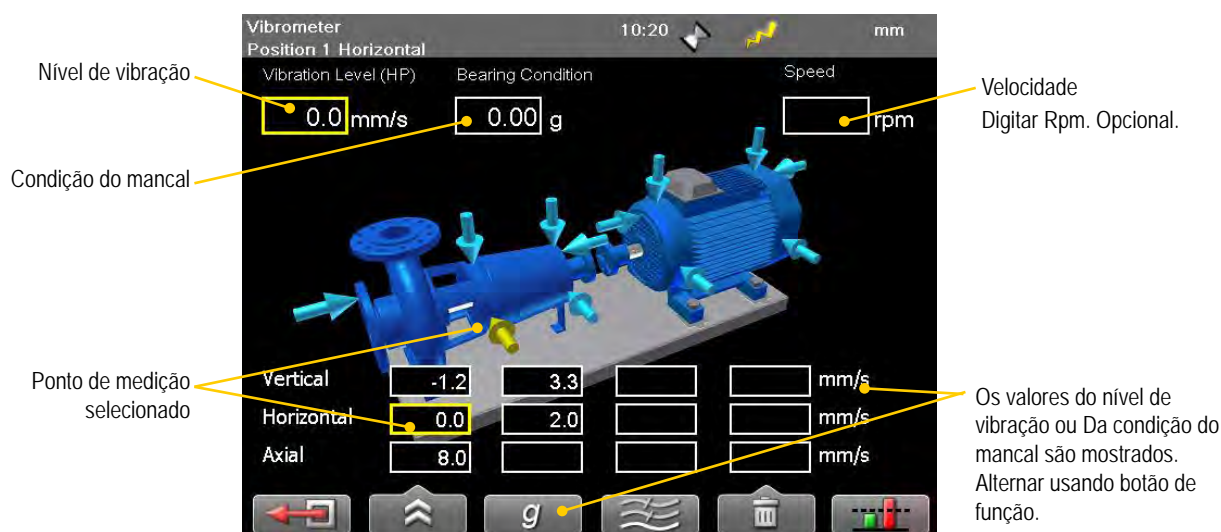 Vibrometer
10:20
mm
Position 1 Horizontal
Vibration Level (HP)
Bearing Condition
Speed
0.0 mm/s
0.00 g
rpm
Nível de vibração
Velocidade
Digitar Rpm. Opcional.
Condição do mancal
Ponto de medição
selecionado
Vertical -1.2 3.3 mm/s
Horizontal 0.0 2.0 mm/s
Axial 8.0 mm/s
g
Os valores do nível de
vibração ou Da condição do
mancal são mostrados.
Alternar usando botão de
função.